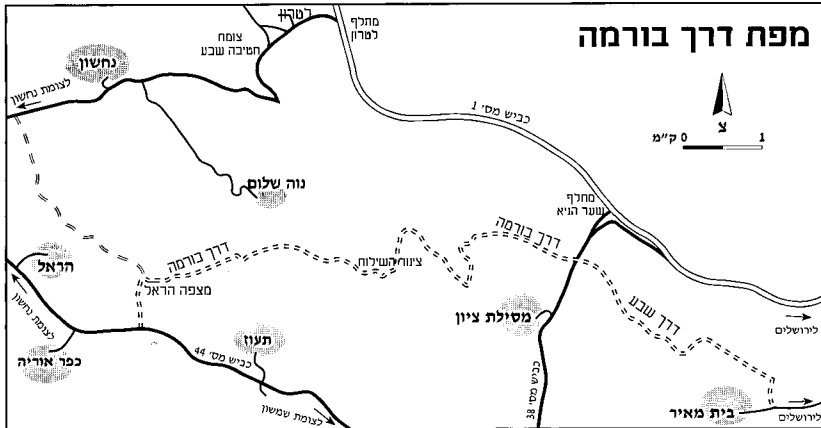 מפת דרך בורמה
צ
1 0 ק"מ
לטרון
מחלף
לטרון
צומת
חטיבה שבע
נחשון
לצומת נחשון
כביש מס' 1
נוה שלום
מחלף
שער הגיא
דרך בורמה
דרך בורמה
צינור השילוח
הראל
מצפה הראל
לצומת נחשון
מסילת ציון
דרך שבע
לירושלים
תעוז
כביש מס' 44
כפר אוריה
לצומת שמשון
כביש מס' 38
בית מאיר
לירושלים